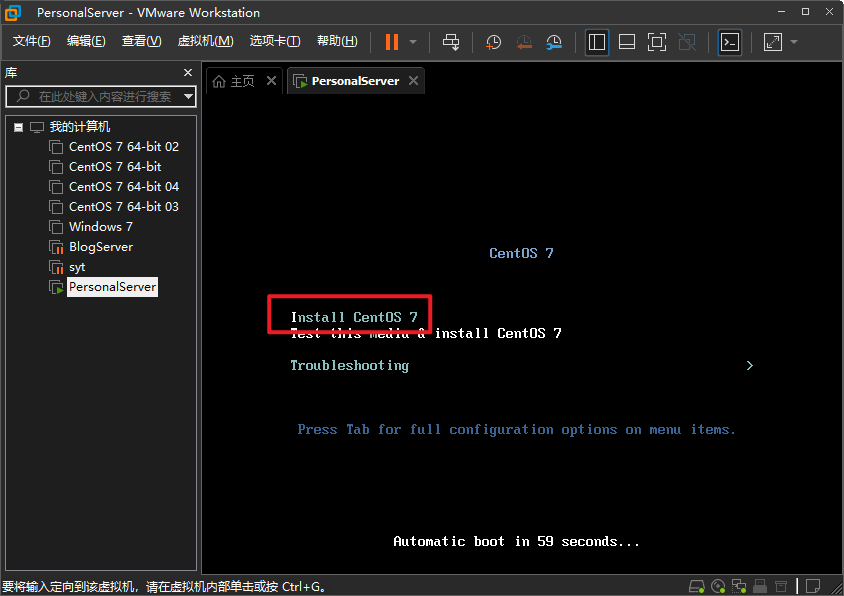 PersonalServer - VMware Workstation
文件(F) 编辑(E) 查看(V) 虚拟机(M) 选项卡(T) 帮助(H)
库
在此处键入内容进行搜索
我的计算机
CentOS 7 64-bit 02
CentOS 7 64-bit
CentOS 7 64-bit 04
CentOS 7 64-bit 03
Windows 7
BlogServer
syt
PersonalServer
主页 PersonalServer
CentOS 7
Install CentOS 7
Test this media & install CentOS 7
Troubleshooting >
Press Tab for full configuration options on menu items.
Automatic boot in 59 seconds...
要将输入定向到该虚拟机，请在虚拟机内部单击或按 Ctrl+G。